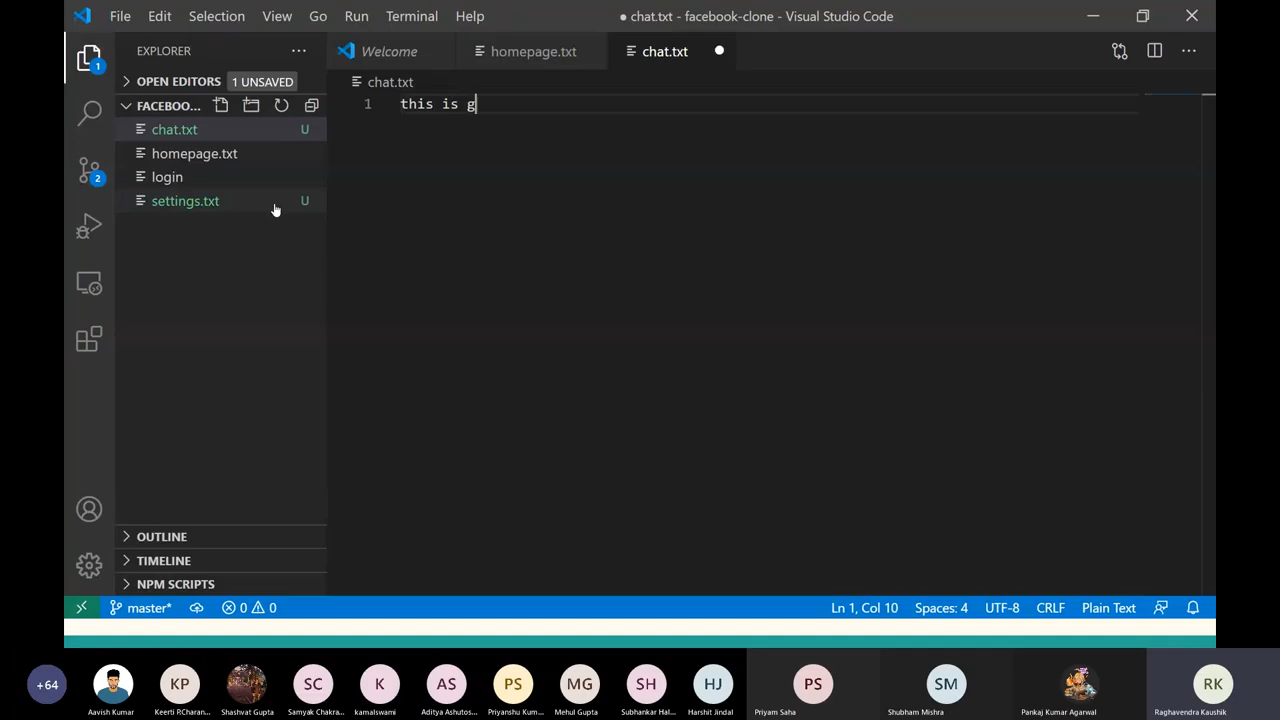 File Edit Selection View Go Run Terminal Help
● chat.txt - facebook-clone - Visual Studio Code
EXPLORER
Welcome
homepage.txt
chat.txt
1
OPEN EDITORS 1 UNSAVED
chat.txt
FACEBOO...
1 this is g
chat.txt U
homepage.txt
2
login
settings.txt U
OUTLINE
TIMELINE
NPM SCRIPTS
master* 0 0
Ln 1, Col 10 Spaces: 4 UTF-8 CRLF Plain Text
+64 KP SC K AS PS MG SH HJ PS SM RK
Aavish Kumar Keerti P.Charan... Shashvat Gupta Samyak Chakra... kamalswami Aditya Ashutos... Priyanshu Kum... Mehul Gupta Subhankar Hal... Harshit Jindal Priyam Saha Shubham Mishra Pankaj Kumar Agarwal Raghavendra Kaushik